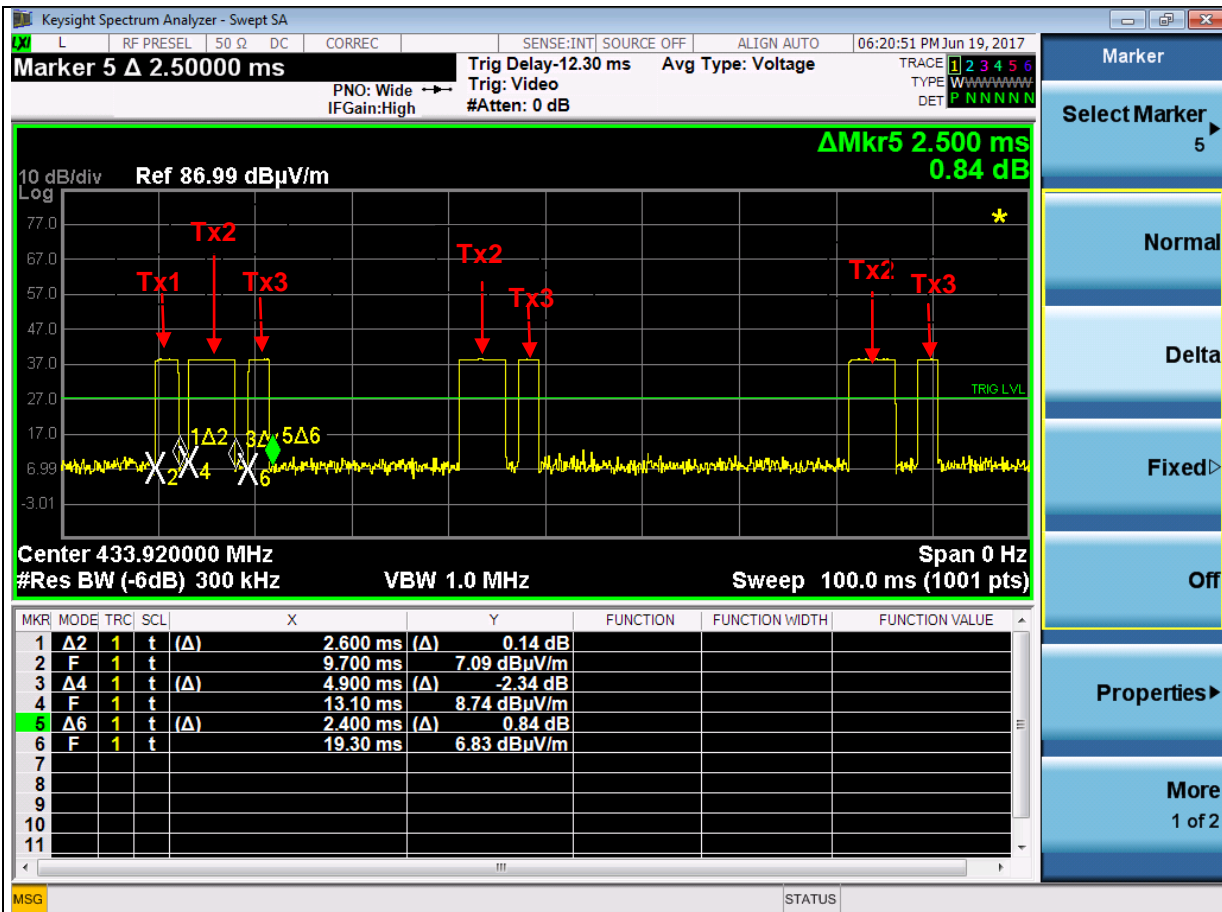 Keysight Spectrum Analyzer - Swept SA
LXI L RF PRESEL 50 Ω DC CORREC SENSE:INT SOURCE OFF ALIGN AUTO 06:20:51 PM Jun 19, 2017
Marker 5 Δ 2.50000 ms
PNO: Wide
IFGain:High
Trig Delay-12.30 ms
Trig: Video
#Atten: 0 dB
Avg Type: Voltage
TRACE 1 2 3 4 5 6
TYPE WWWWWW
DET P N N N N N
ΔMkr5 2.500 ms
0.84 dB
10 dB/div Ref 86.99 dBµV/m
Log
77.0
67.0
57.0
47.0
37.0
27.0
17.0
6.99
-3.01
Tx1
Tx2
Tx3
Tx2
Tx3
Tx2
Tx3
TRIG LVL
1Δ2 3Δ 5Δ6
2 4 6
*
Center 433.920000 MHz Span 0 Hz
#Res BW (-6dB) 300 kHz VBW 1.0 MHz Sweep 100.0 ms (1001 pts)
MKR MODE TRC SCL X Y FUNCTION FUNCTION WIDTH FUNCTION VALUE
1 Δ2 1 t (Δ) 2.600 ms (Δ) 0.14 dB
2 F 1 t 9.700 ms 7.09 dBµV/m
3 Δ4 1 t (Δ) 4.900 ms (Δ) -2.34 dB
4 F 1 t 13.10 ms 8.74 dBµV/m
5 Δ6 1 t (Δ) 2.400 ms (Δ) 0.84 dB
6 F 1 t 19.30 ms 6.83 dBµV/m
7
8
9
10
11
MSG STATUS
Marker
Select Marker
5
Normal
Delta
Fixed
Off
Properties
More
1 of 2